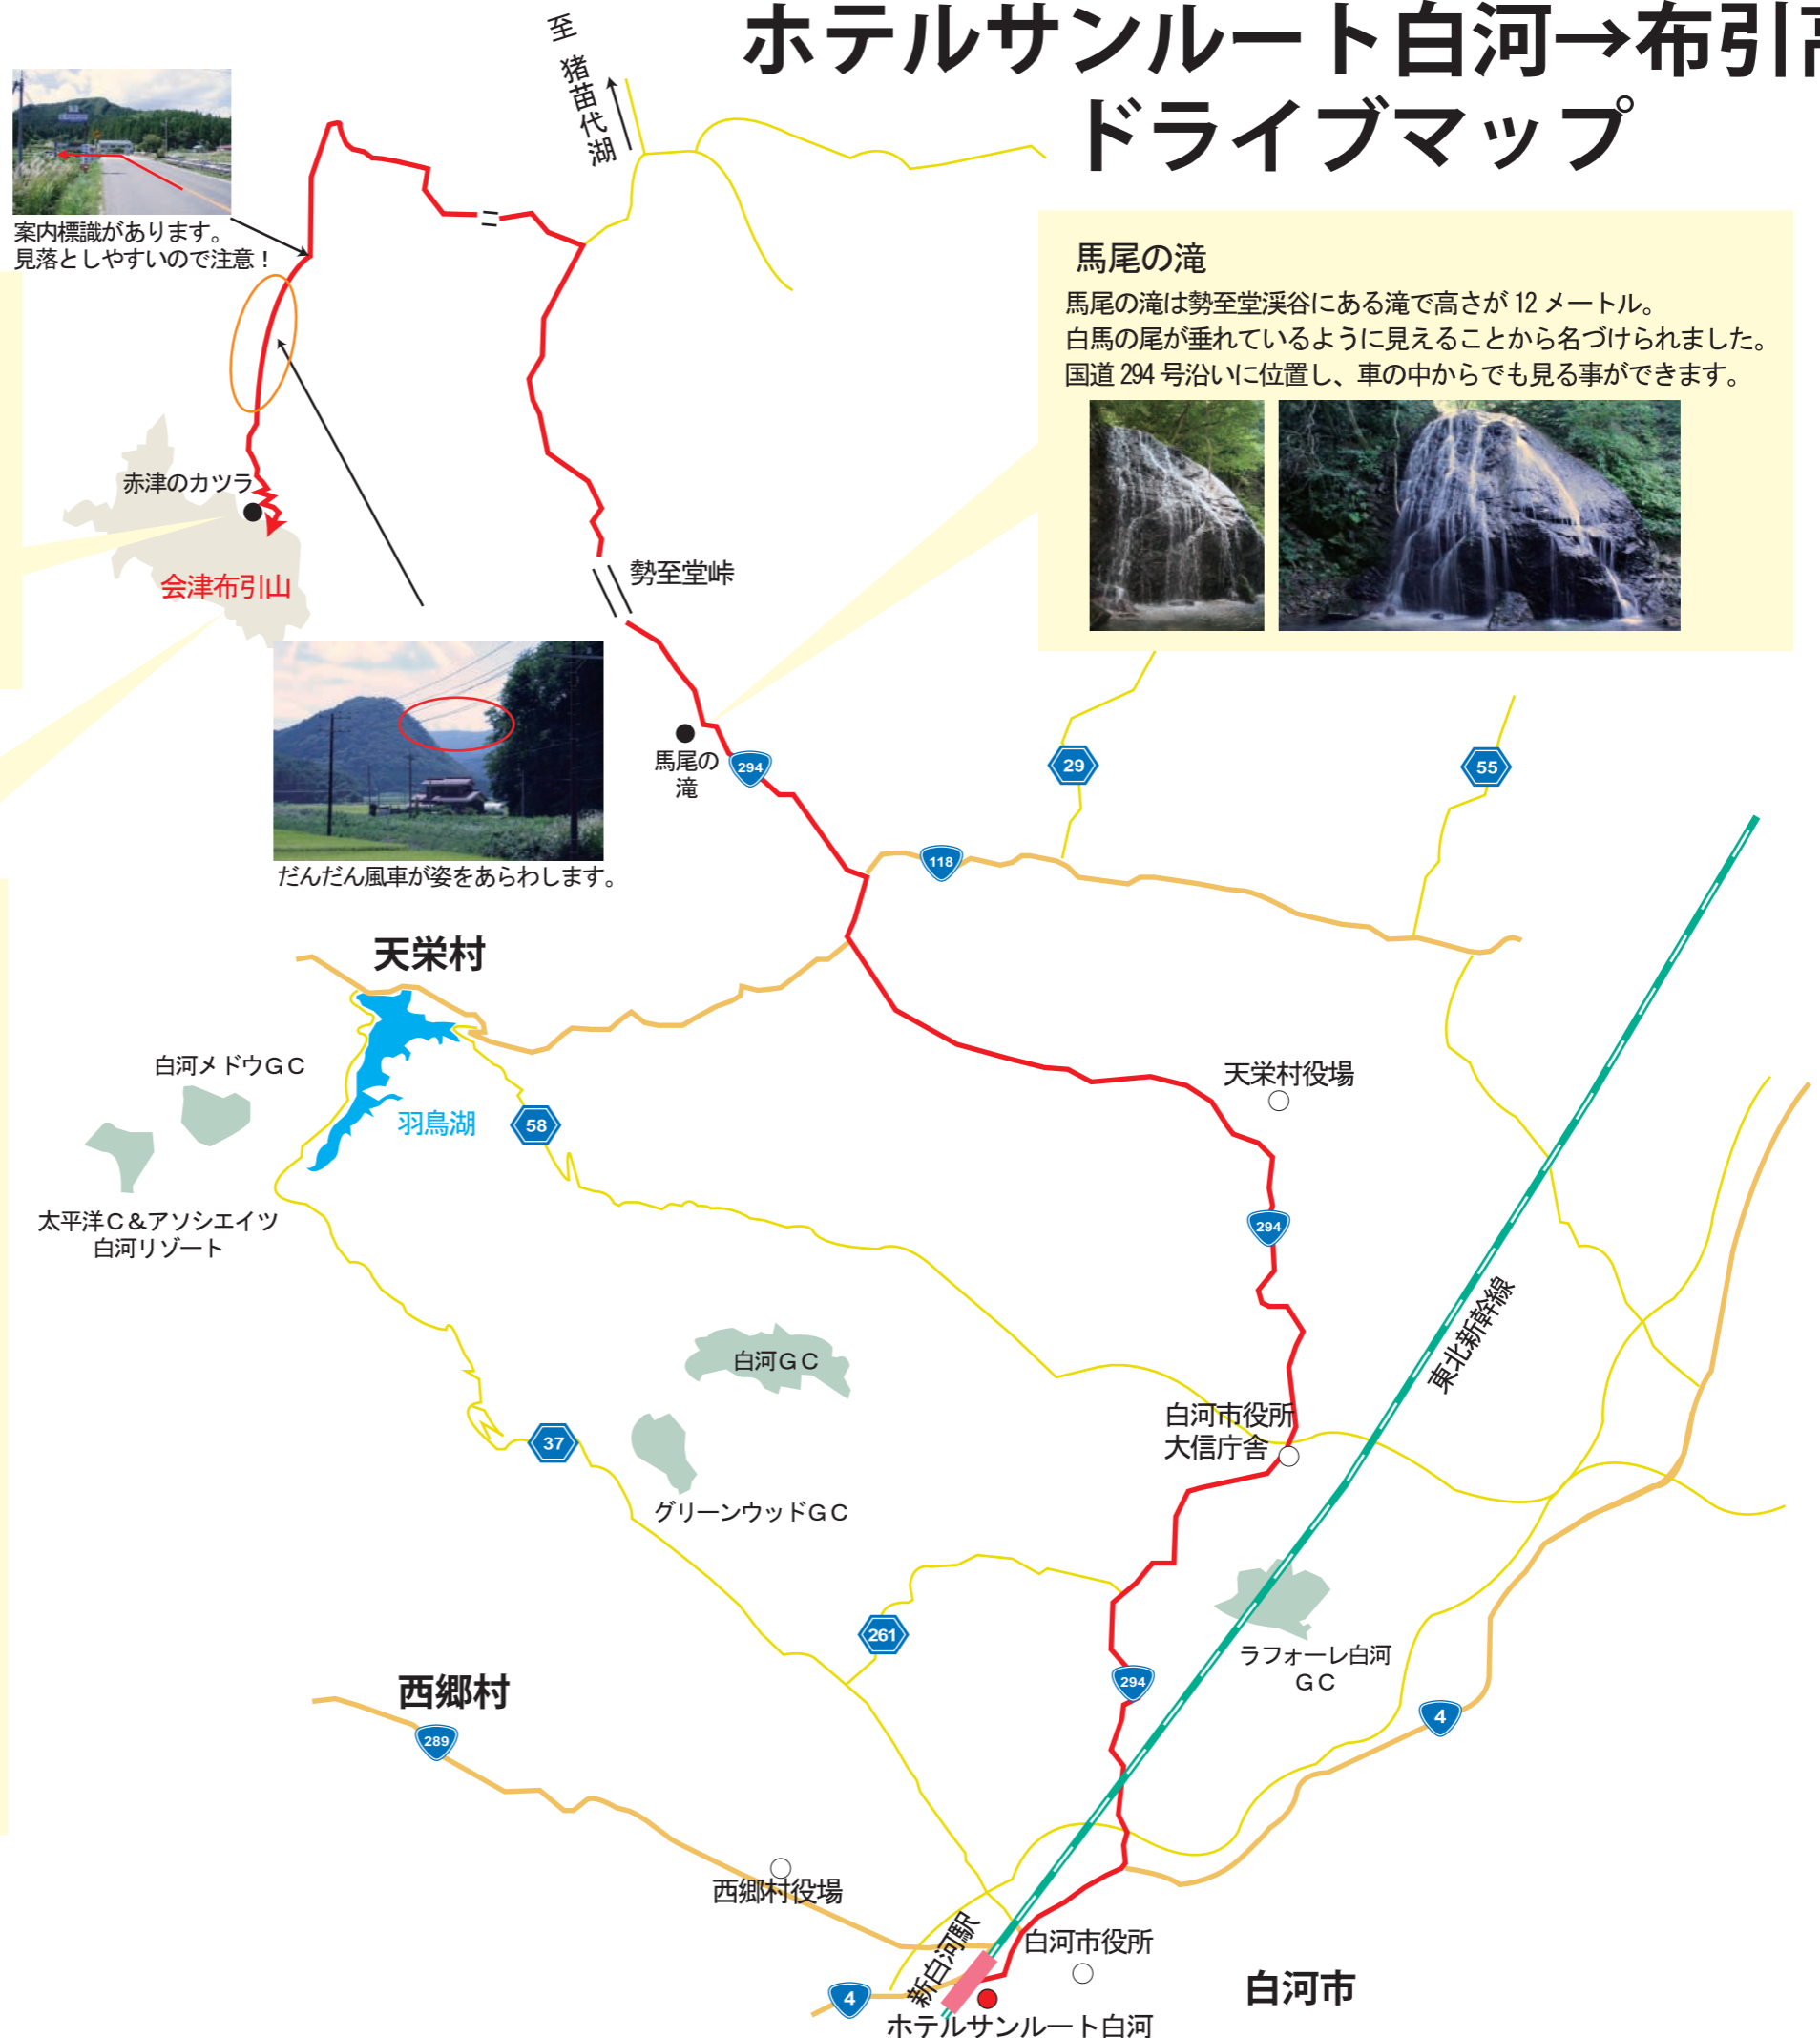 ホテルサンルート白河→布引高
ドライブマップ
至 猪苗代湖
案内標識があります。
見落としやすいので注意！
馬尾の滝
馬尾の滝は勢至堂渓谷にある滝で高さが 12 メートル。
白馬の尾が垂れているように見えることから名づけられました。
国道 294 号沿いに位置し、車の中からでも見る事ができます。
赤津のカツラ
会津布引山
勢至堂峠
馬尾の
滝
294
29
55
だんだん風車が姿をあらわします。
118
天栄村
白河メドウＧＣ
羽鳥湖
58
天栄村役場
太平洋Ｃ＆アソシエイツ
白河リゾート
294
東北新幹線
白河ＧＣ
白河市役所
大信庁舎
37
グリーンウッドＧＣ
261
ラフォーレ白河
ＧＣ
西郷村
294
4
289
西郷村役場
新白河駅
白河市役所
白河市
4
ホテルサンルート白河